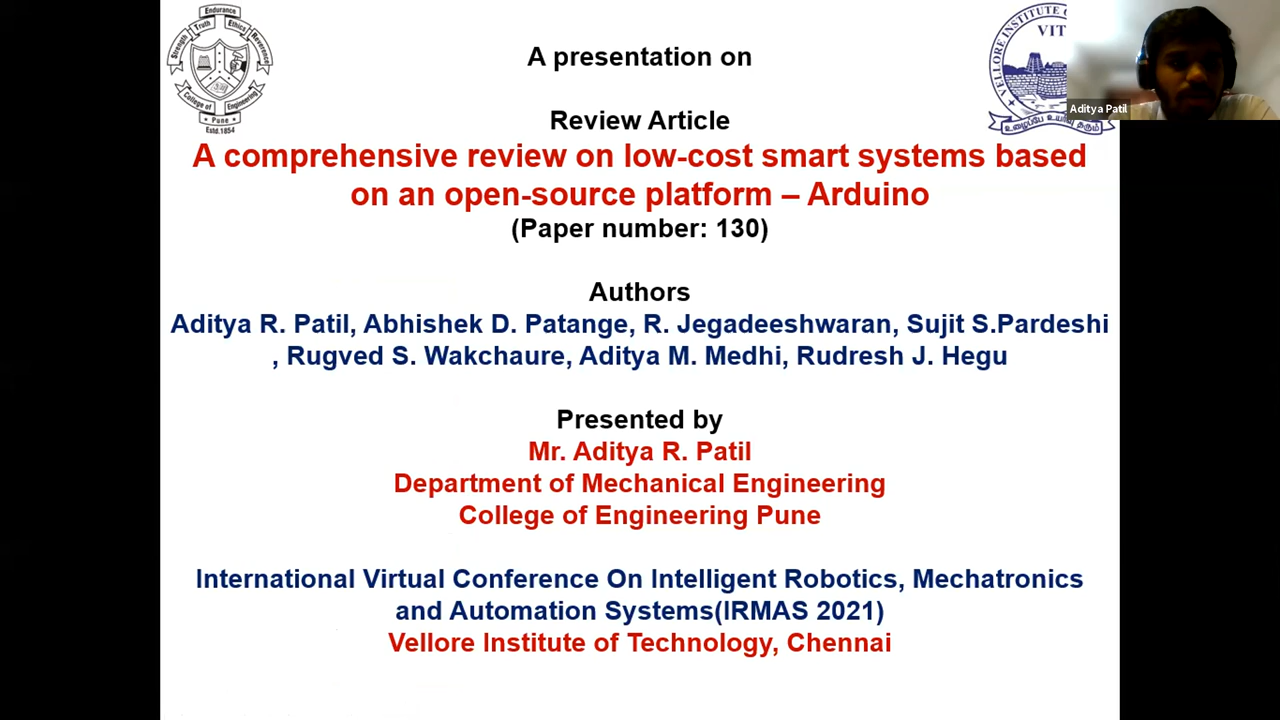 Endurance
Truth
Ethics
Strength
Reverence
College of
Engineering
Pune
Estd.1854
A presentation on
VELLORE INSTITUTE
VIT
Aditya Patil
Review Article
A comprehensive review on low-cost smart systems based
on an open-source platform – Arduino
(Paper number: 130)
Authors
Aditya R. Patil, Abhishek D. Patange, R. Jegadeeshwaran, Sujit S.Pardeshi
, Rugved S. Wakchaure, Aditya M. Medhi, Rudresh J. Hegu
Presented by
Mr. Aditya R. Patil
Department of Mechanical Engineering
College of Engineering Pune
International Virtual Conference On Intelligent Robotics, Mechatronics
and Automation Systems(IRMAS 2021)
Vellore Institute of Technology, Chennai